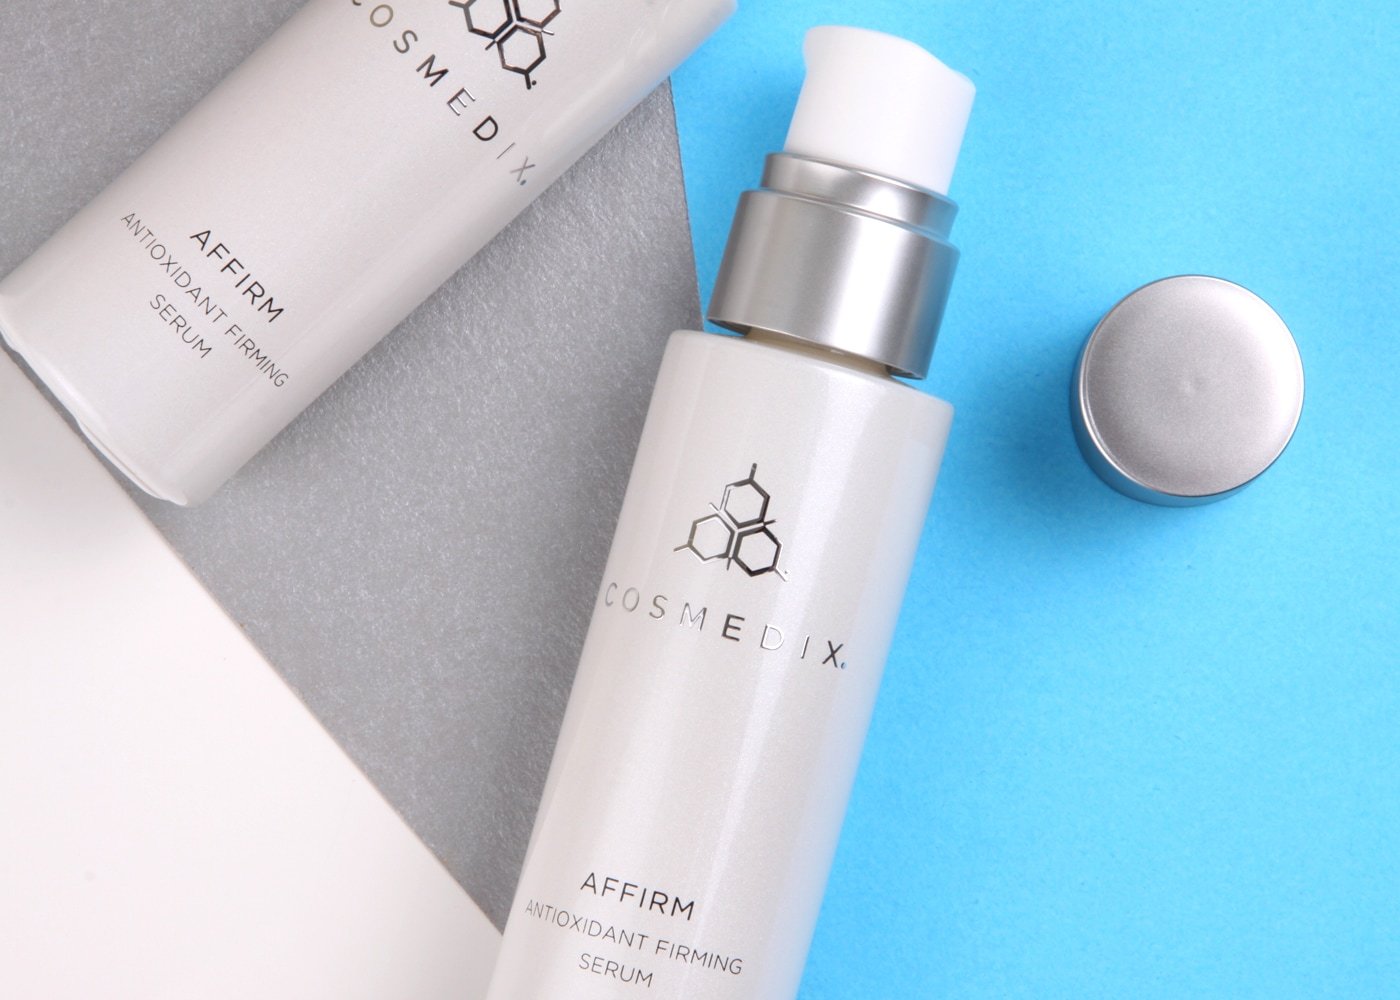 COSMEDIX
AFFIRM
ANTIOXIDANT FIRMING
SERUM
COSMEDIX
AFFIRM
ANTIOXIDANT FIRMING
SERUM